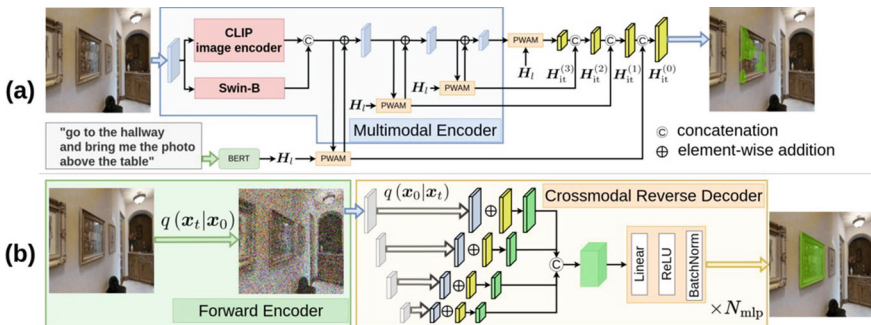 (a)
CLIP
image encoder
Swin-B
©
⊕
⊕
⊕
PWAM
©
©
©
H_l
H_it^(3)
H_it^(2)
H_it^(1)
H_it^(0)
H_l
PWAM
H_l
PWAM
Multimodal Encoder
© concatenation
⊕ element-wise addition
"go to the hallway
and bring me the photo
above the table"
BERT
H_l
PWAM
(b)
q (x_t|x_0)
Forward Encoder
q (x_0|x_t)
Crossmodal Reverse Decoder
⊕
⊕
⊕
⊕
©
Linear
ReLU
BatchNorm
×N_mlp